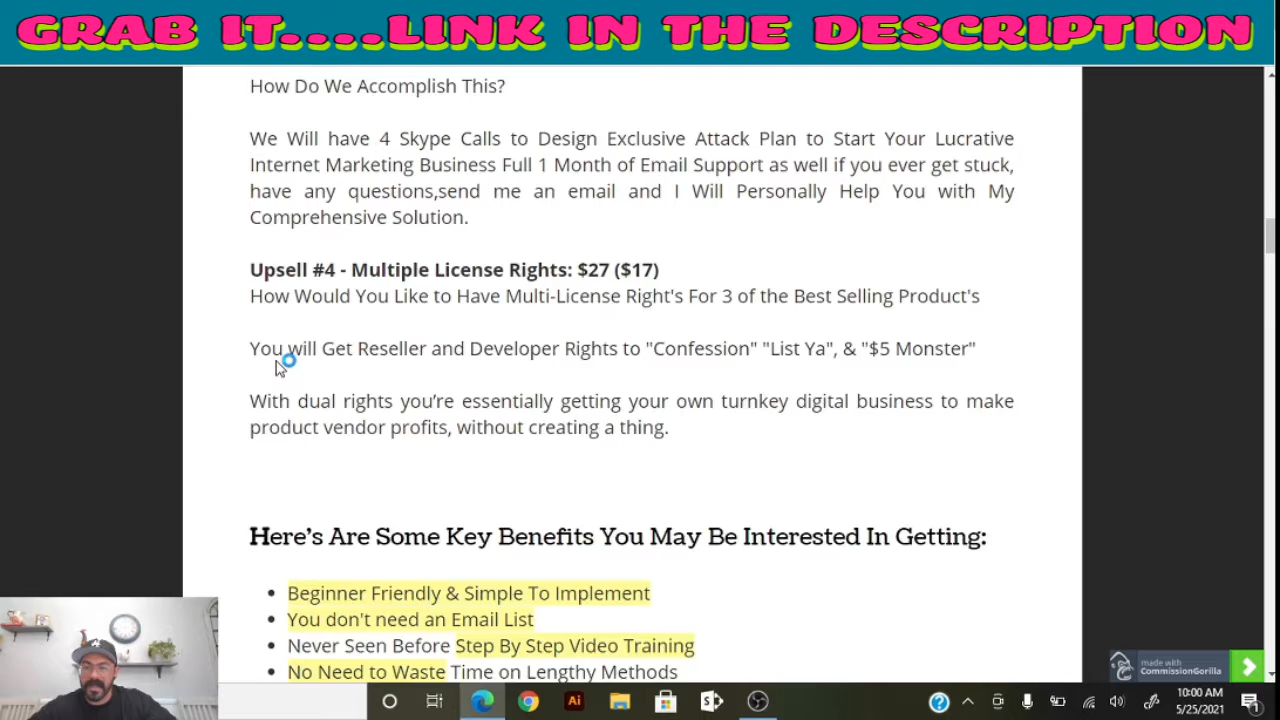 GRAB IT....LINK IN THE DESCRIPTION
How Do We Accomplish This?
We Will have 4 Skype Calls to Design Exclusive Attack Plan to Start Your Lucrative
Internet Marketing Business Full 1 Month of Email Support as well if you ever get stuck,
have any questions,send me an email and I Will Personally Help You with My
Comprehensive Solution.
Upsell #4 - Multiple License Rights: $27 ($17)
How Would You Like to Have Multi-License Right's For 3 of the Best Selling Product's
You will Get Reseller and Developer Rights to "Confession" "List Ya", & "$5 Monster"
With dual rights you’re essentially getting your own turnkey digital business to make
product vendor profits, without creating a thing.
Here’s Are Some Key Benefits You May Be Interested In Getting:
Beginner Friendly & Simple To Implement
You don't need an Email List
Never Seen Before Step By Step Video Training
No Need to Waste Time on Lengthy Methods
made with
CommissionGorilla
Ai
S
10:00 AM
5/25/2021
1